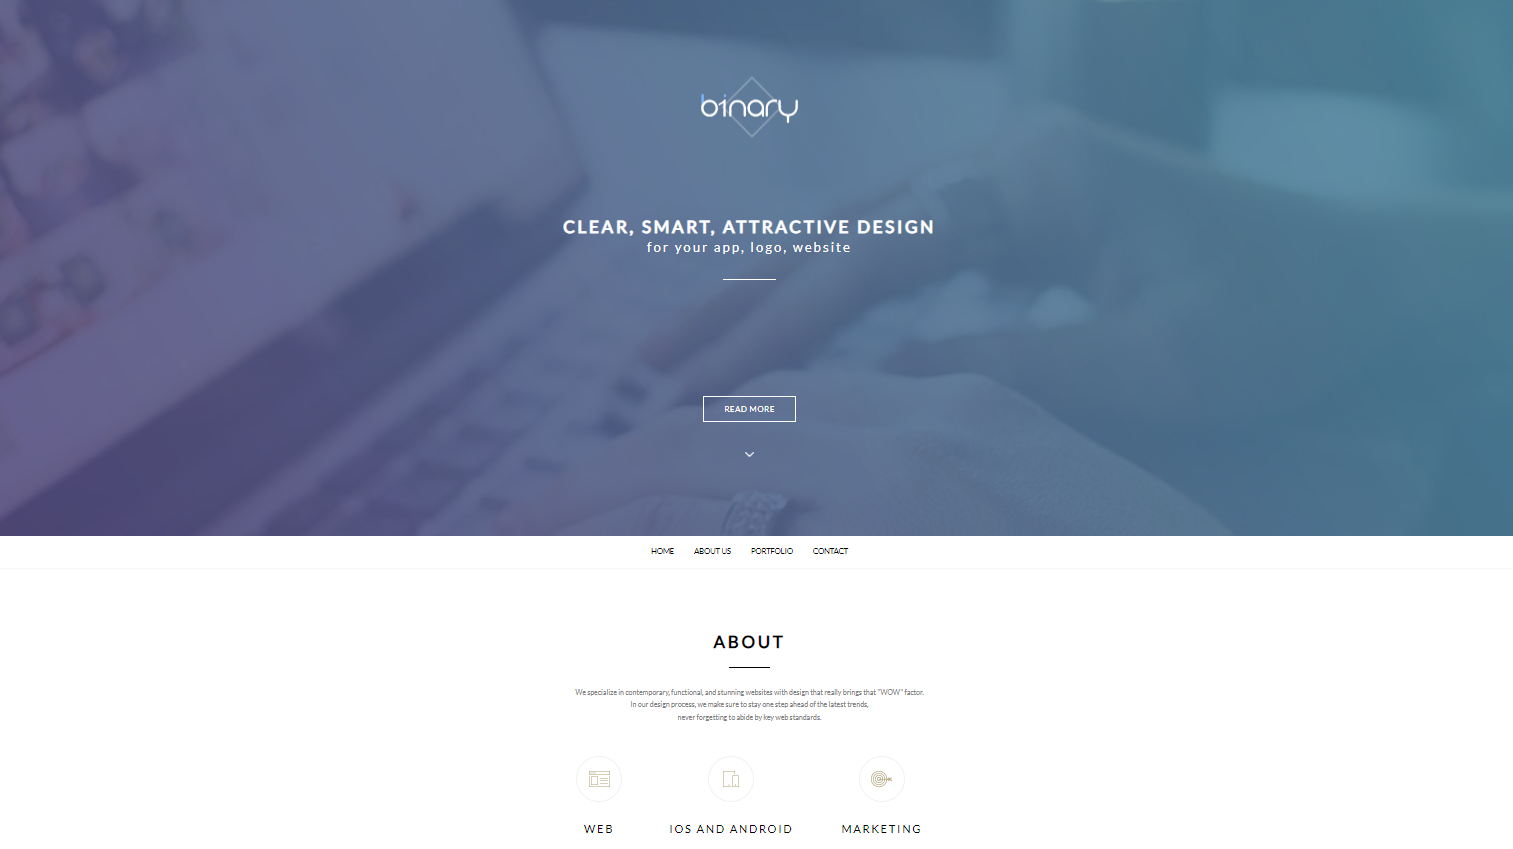 binary
CLEAR, SMART, ATTRACTIVE DESIGN
for your app, logo, website
READ MORE
HOME ABOUT US PORTFOLIO CONTACT
ABOUT
We specialize in contemporary, functional, and stunning websites with design that really brings that "WOW" factor.
In our design process, we make sure to stay one step ahead of the latest trends,
never forgetting to abide by key web standards.
WEB IOS AND ANDROID MARKETING